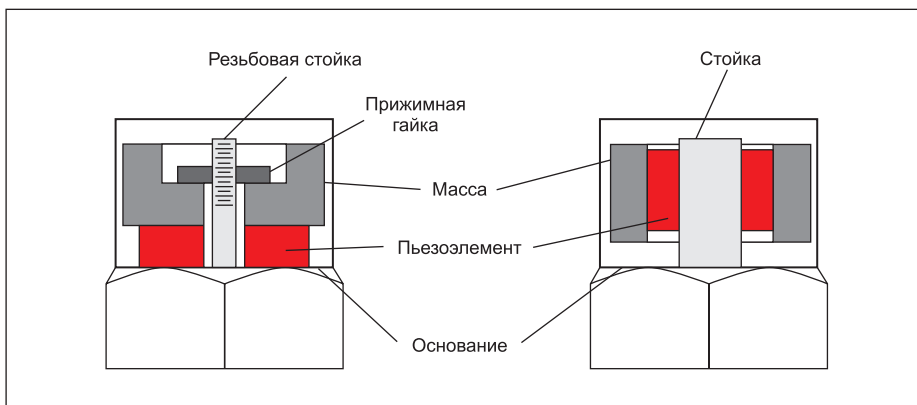 Резьбовая стойка
Стойка
Прижимная
гайка
Масса
Пьезоэлемент
Основание